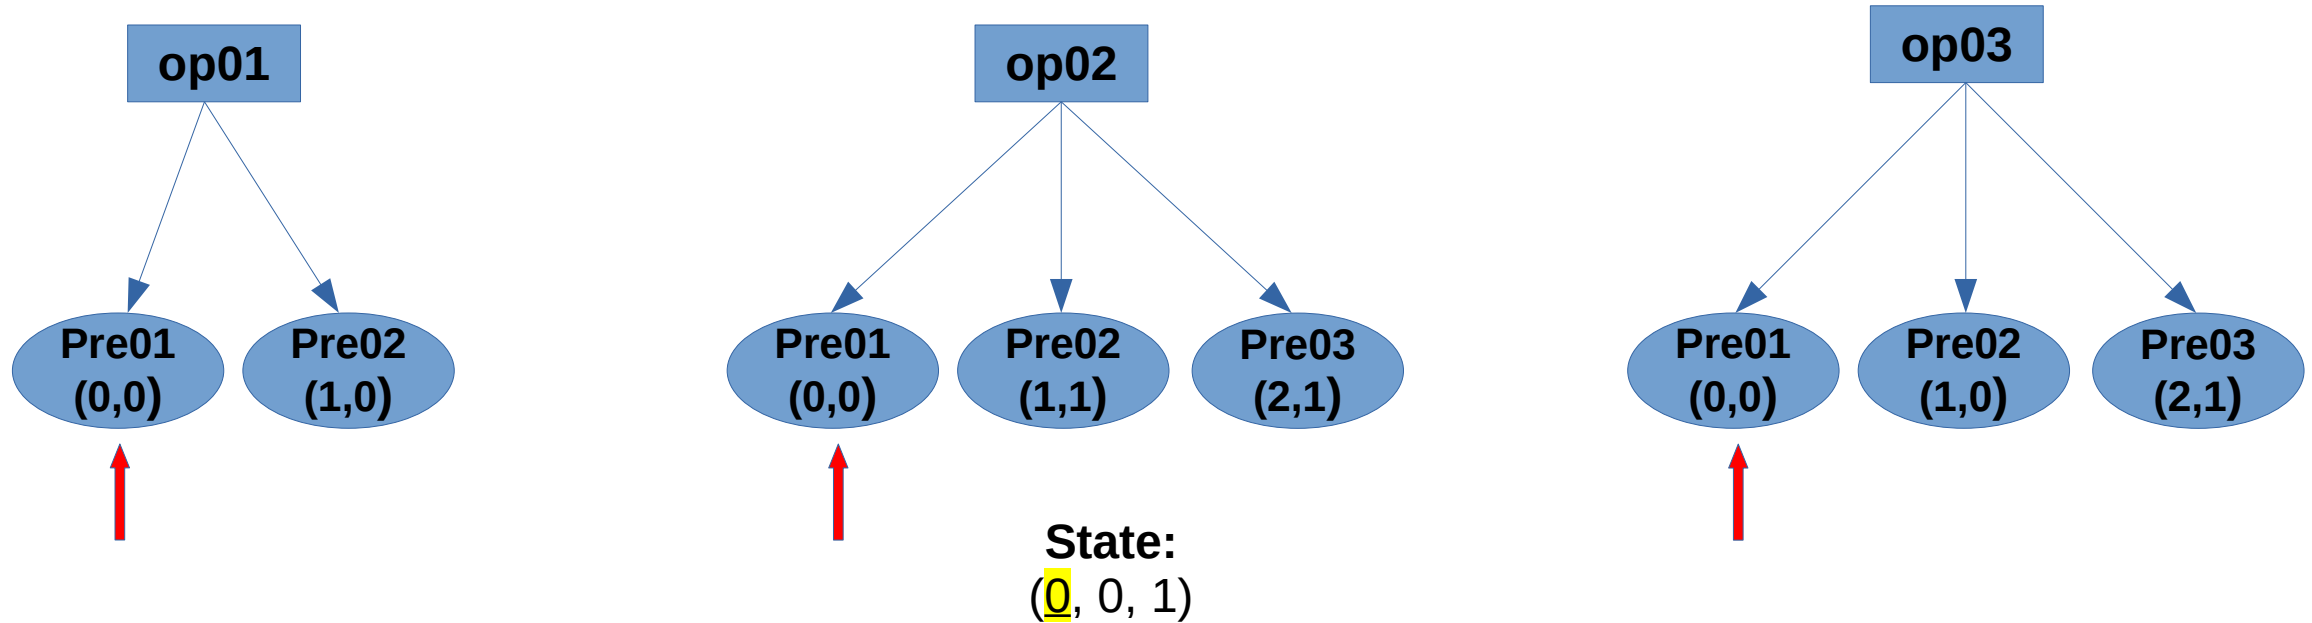 op01
op02
op03
Pre01
(0,0)
Pre02
(1,0)
Pre01
(0,0)
Pre02
(1,1)
Pre03
(2,1)
Pre01
(0,0)
Pre02
(1,0)
Pre03
(2,1)
State:
(0, 0, 1)